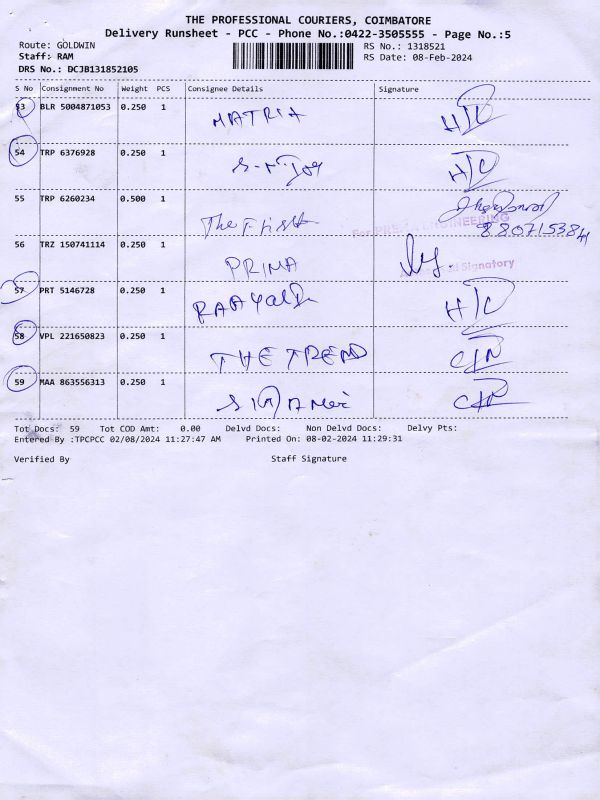 THE PROFESSIONAL COURIERS, COIMBATORE
Delivery Runsheet - PCC - Phone No.:0422-3505555 - Page No.:5
Route: GOLDWIN RS No.: 1318521
Staff: RAM RS Date: 08-Feb-2024
DRS No.: DCJB131852105
S No Consignment No Weight PCS Consignee Details Signature
53 BLR 5004871053 0.250 1 MATRIX
54 TRP 6376928 0.250 1
55 TRP 6260234 0.500 1 The First
880715384
56 TRZ 150741114 0.250 1 PRIMA
Signatory
57 PRT 5146728 0.250 1
58 VPL 221650823 0.250 1 THE TREND
59 MAA 863556313 0.250 1
Tot Docs: 59 Tot COD Amt: 0.00 Delvd Docs: Non Delvd Docs: Delvy Pts:
Entered By :TPCPCC 02/08/2024 11:27:47 AM Printed On: 08-02-2024 11:29:31
Verified By Staff Signature